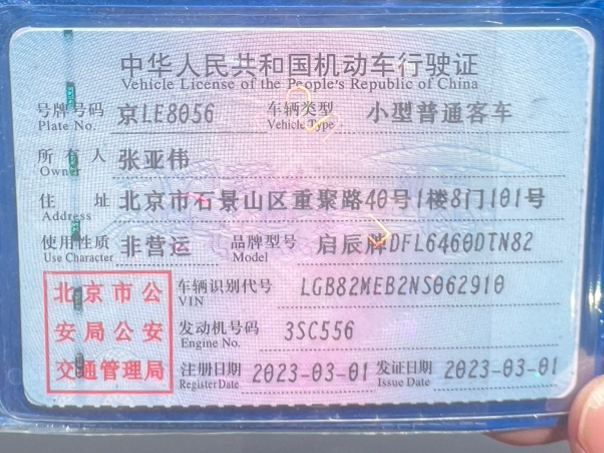 中华人民共和国机动车行驶证
Vehicle License of the People's Republic of China
号牌号码 京LE8056 车辆类型 小型普通客车
Plate No. Vehicle Type
所有人 张亚伟
Owner
住址 北京市石景山区重聚路40号1楼8门101号
Address
使用性质 非营运 品牌型号 启辰牌DFL6460DTN82
Use Character Model
北京市公 车辆识别代号 LGB82MEB2NS062910
VIN
安局公安 发动机号码 3SC556
Engine No.
交通管理局 注册日期 2023-03-01 发证日期 2023-03-01
Register Date Issue Date